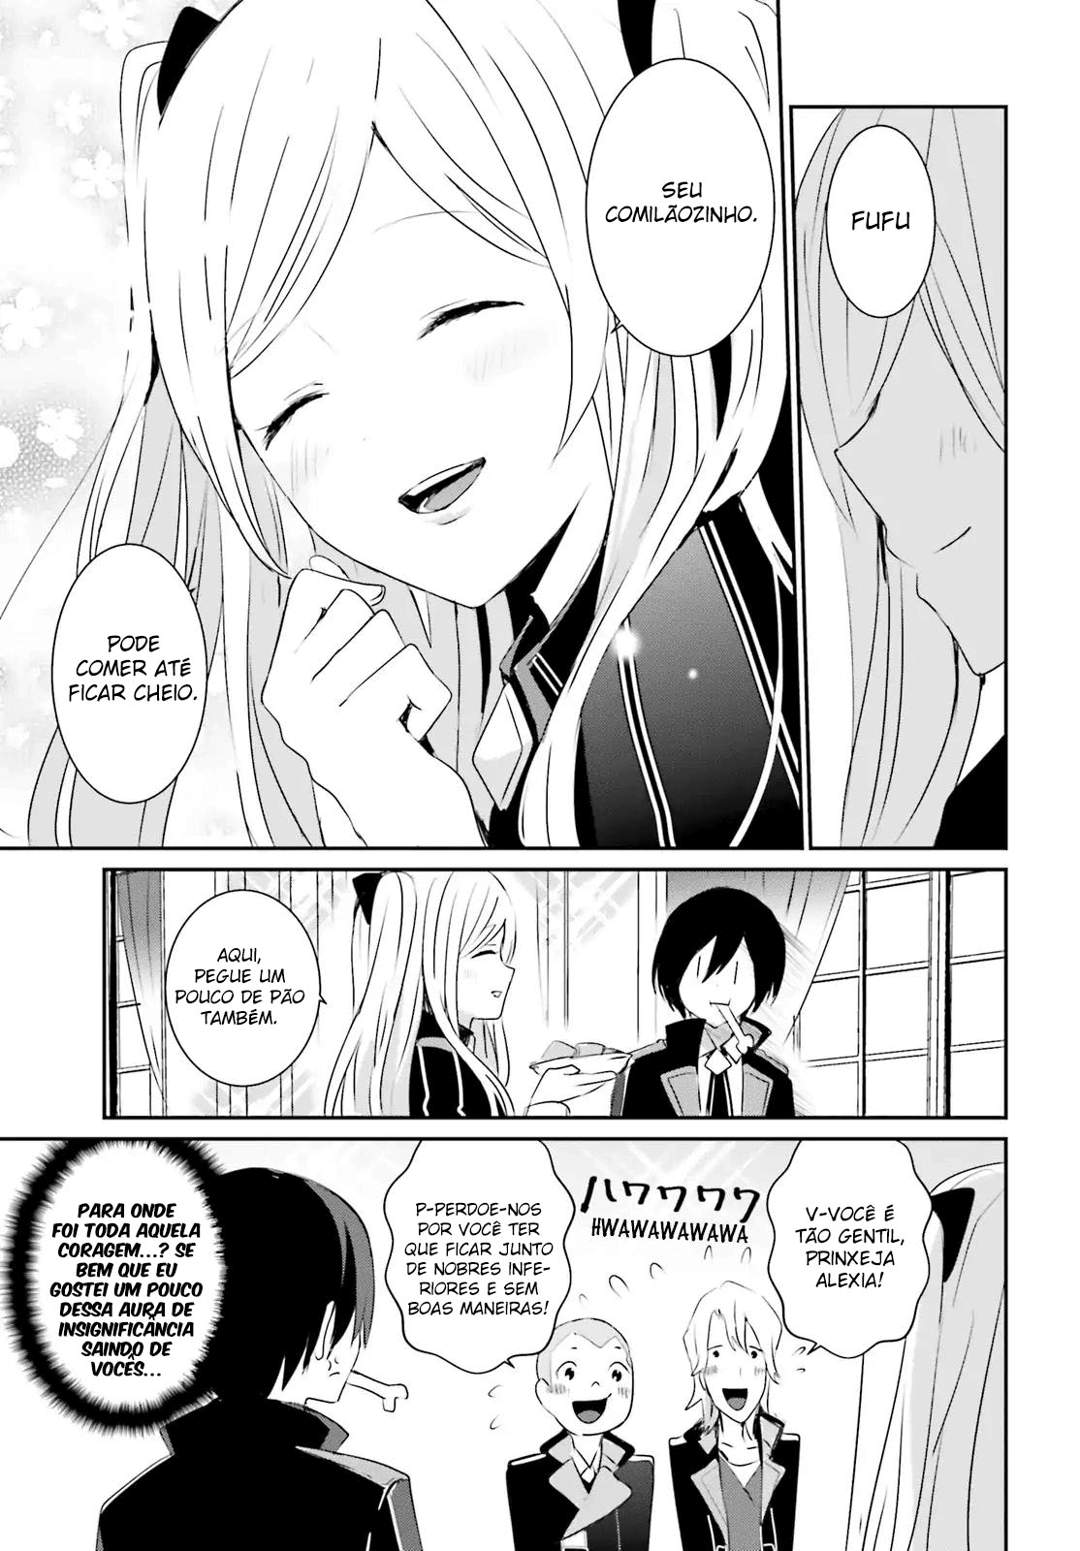 FUFU
SEU
COMILÃOZINHO.
PODE
COMER ATÉ
FICAR CHEIO.
AQUI,
PEGUE UM
POUCO DE PÃO
TAMBÉM.
V-VOCÊ É
TÃO GENTIL,
PRINXEJA
ALEXIA!
ハワワワワ
HWAWAWAWAWA
P-PERDOE-NOS
POR VOCÊ TER
QUE FICAR JUNTO
DE NOBRES INFE-
RIORES E SEM
BOAS MANEIRAS!
PARA ONDE
FOI TODA AQUELA
CORAGEM...? SE
BEM QUE EU
GOSTEI UM POUCO
DESSA AURA DE
INSIGNIFICÂNCIA
SAINDO DE
VOCÊS...